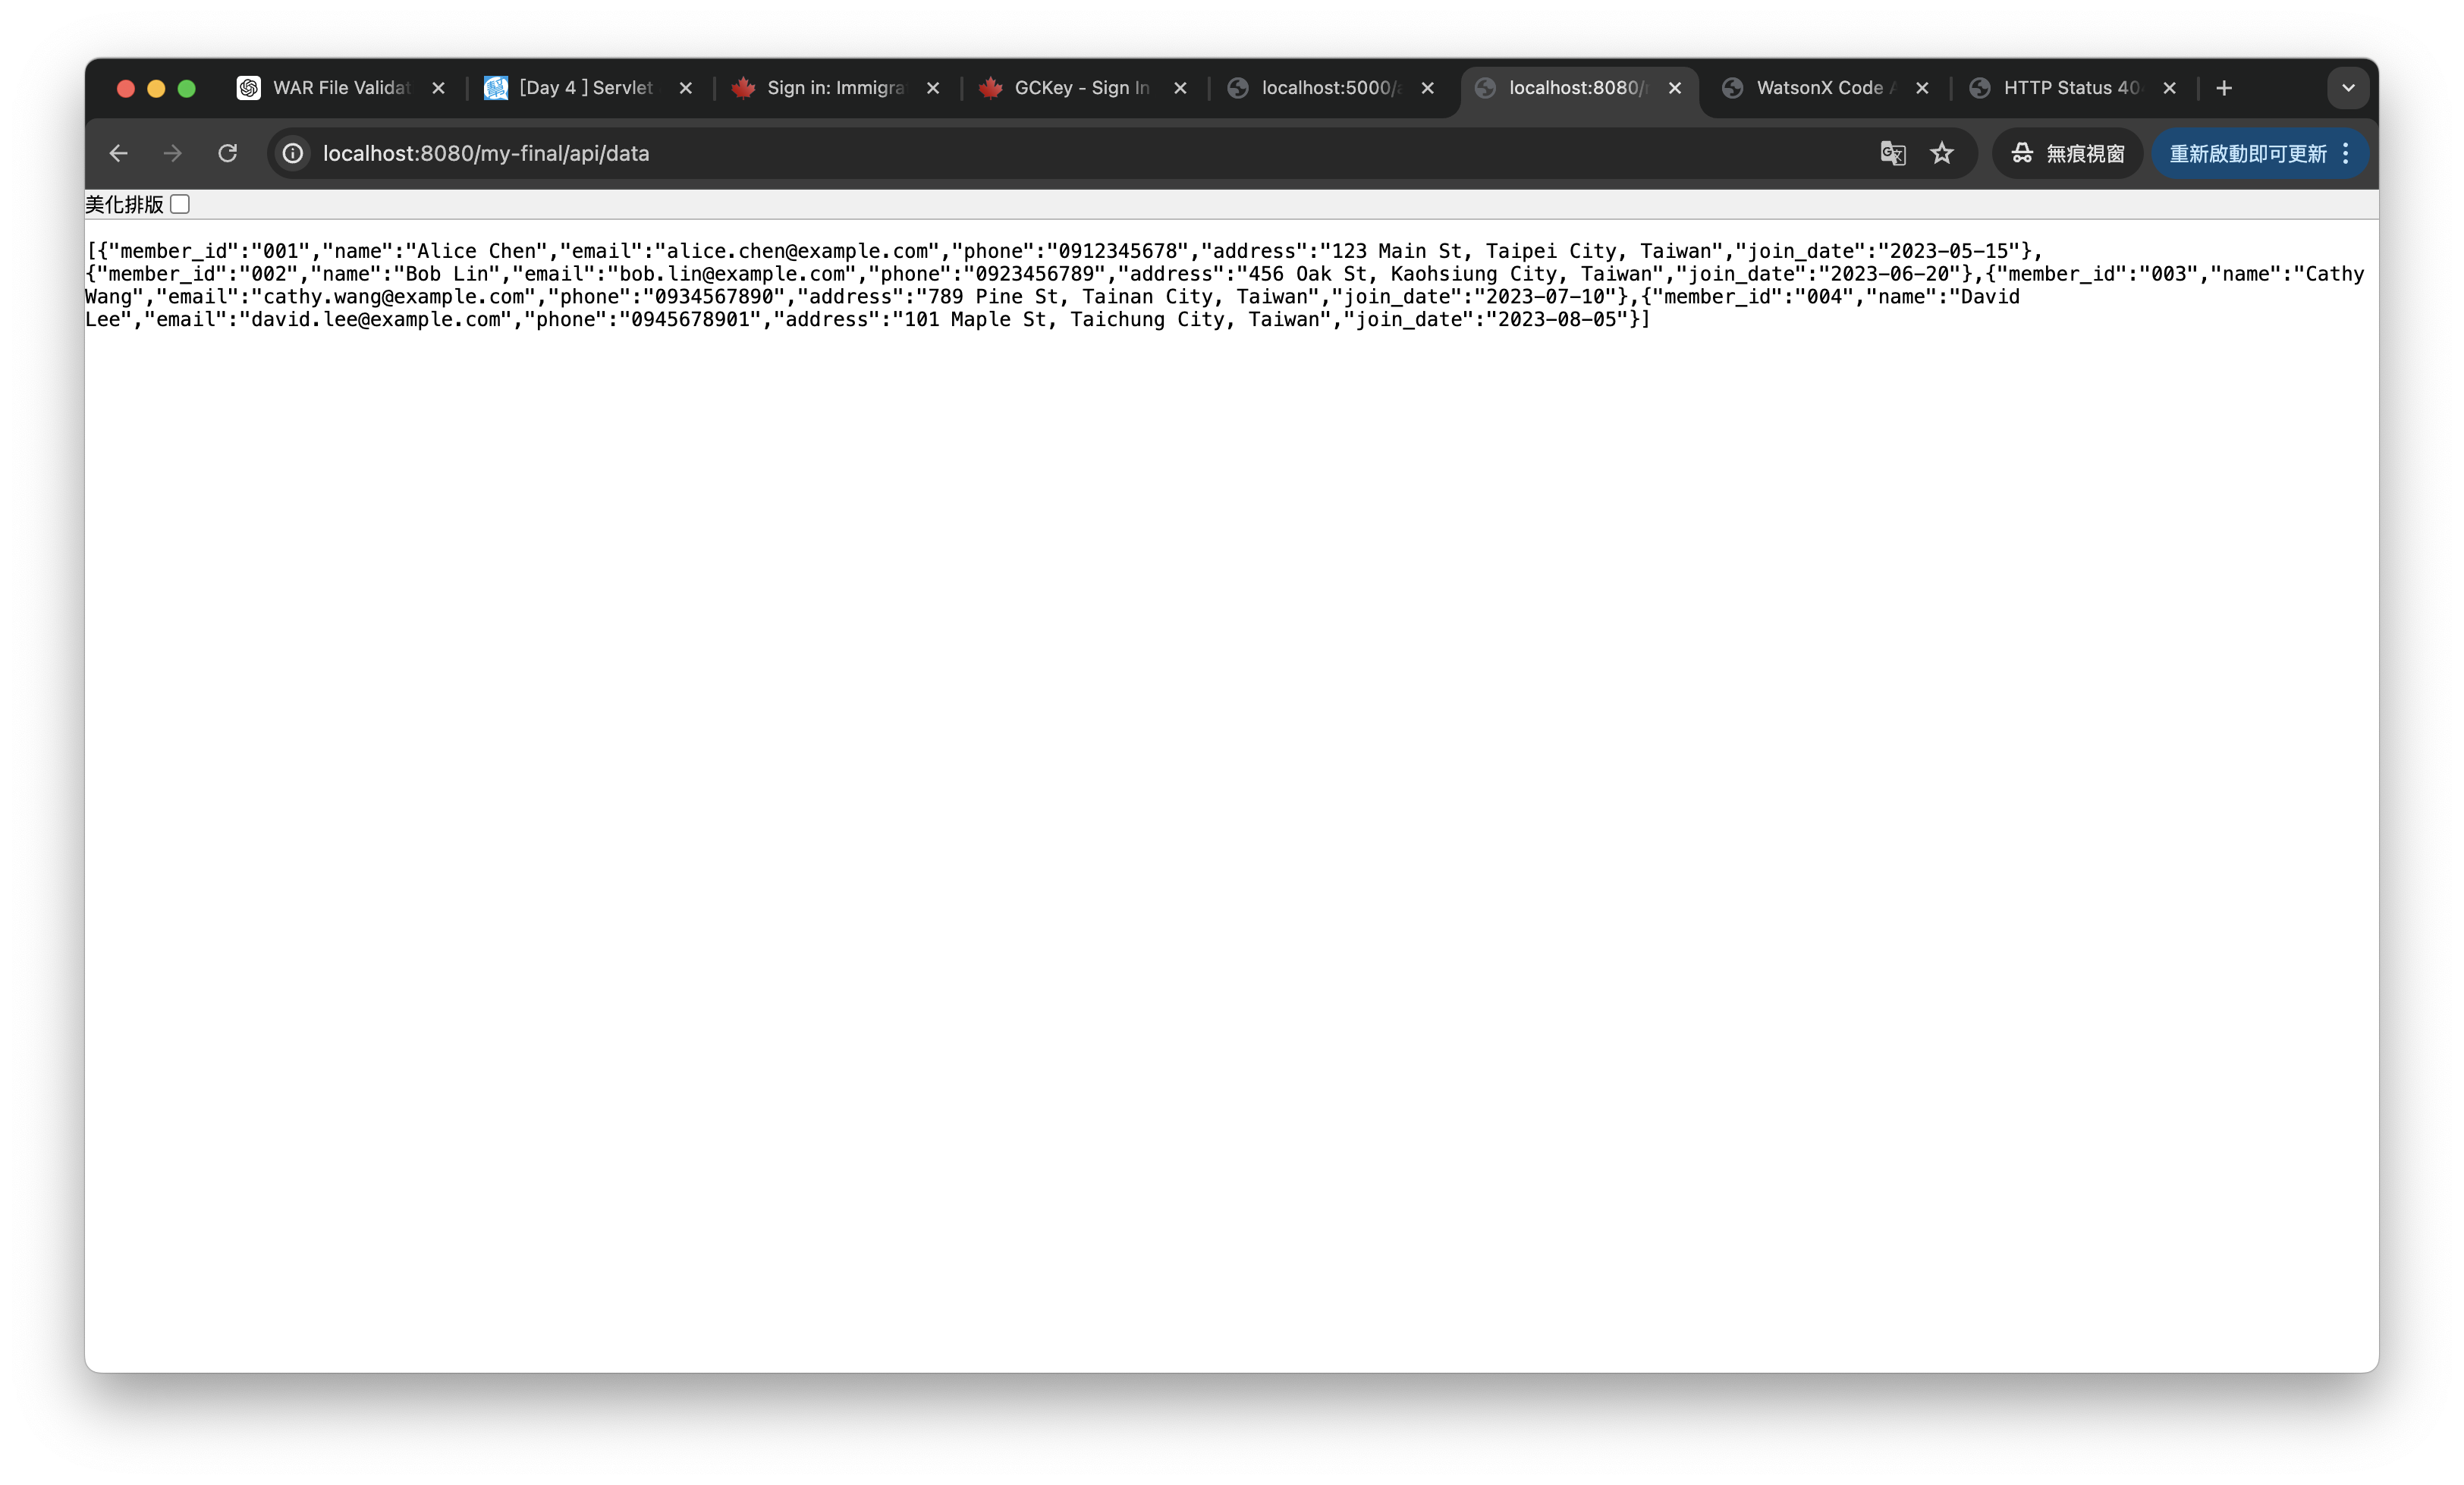 WAR File Validat
[Day 4 ] Servlet
Sign in: Immigra
GCKey - Sign In
localhost:5000/
localhost:8080/
WatsonX Code
HTTP Status 40
localhost:8080/my-final/api/data
無痕視窗
重新啟動即可更新
美化排版
[{"member_id":"001","name":"Alice Chen","email":"alice.chen@example.com","phone":"0912345678","address":"123 Main St, Taipei City, Taiwan","join_date":"2023-05-15"},
{"member_id":"002","name":"Bob Lin","email":"bob.lin@example.com","phone":"0923456789","address":"456 Oak St, Kaohsiung City, Taiwan","join_date":"2023-06-20"},{"member_id":"003","name":"Cathy
Wang","email":"cathy.wang@example.com","phone":"0934567890","address":"789 Pine St, Tainan City, Taiwan","join_date":"2023-07-10"},{"member_id":"004","name":"David
Lee","email":"david.lee@example.com","phone":"0945678901","address":"101 Maple St, Taichung City, Taiwan","join_date":"2023-08-05"}]